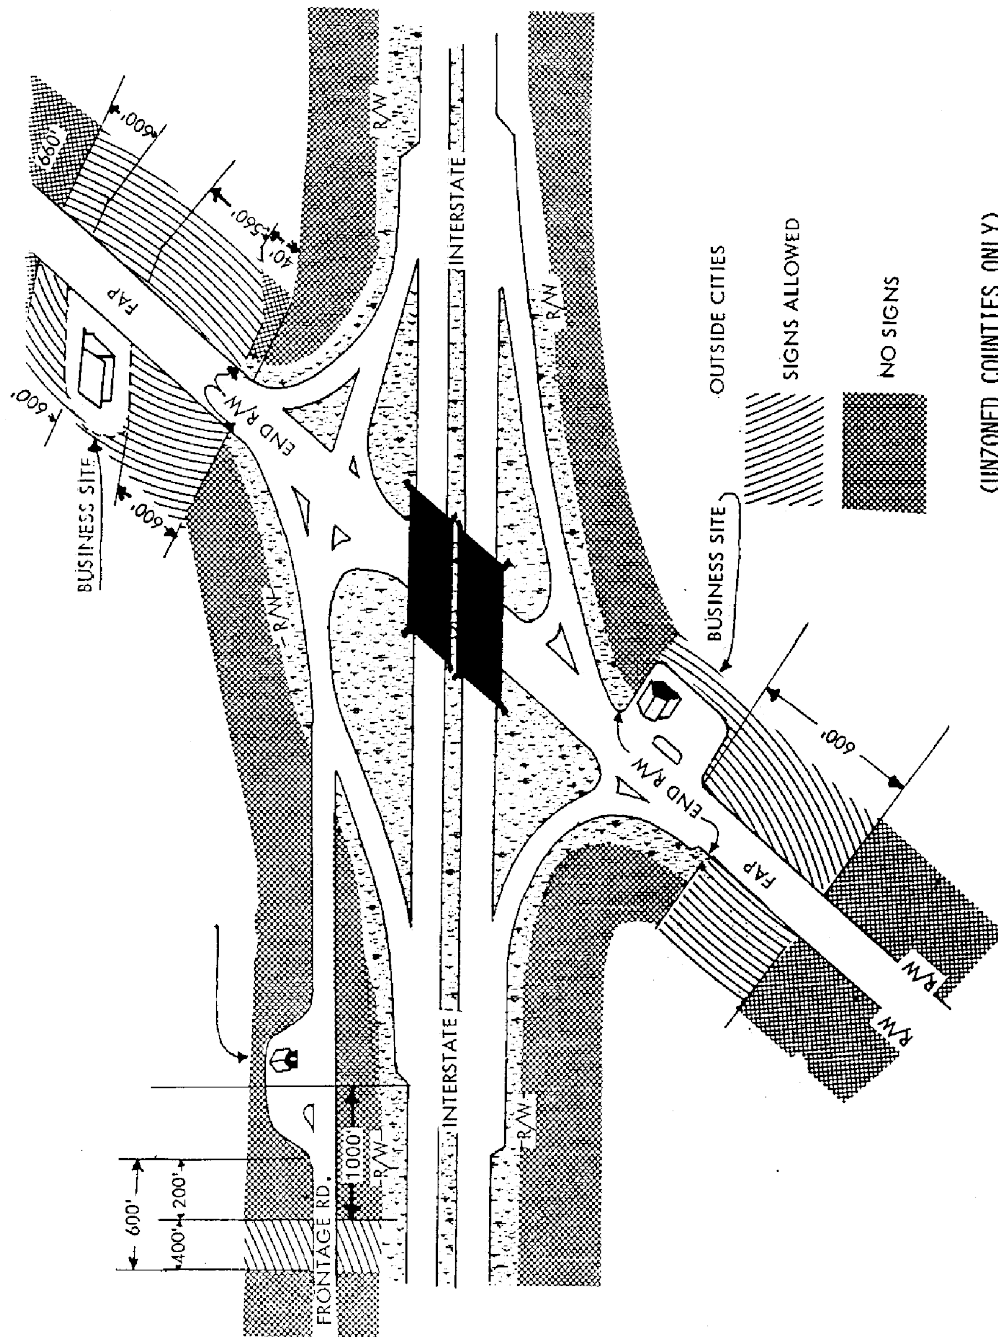 660'
600'
560'
40'
R/W
INTERSTATE
FAP
600'
BUSINESS SITE
600'
END R/W
R/W
R/W
OUTSIDE CITIES
SIGNS ALLOWED
NO SIGNS
(UNZONED COUNTIES ONLY)
BUSINESS SITE
600'
END R/W
FAP
R/W
R/W
INTERSTATE
R/W
R/W
1000'
FRONTAGE RD.
600'
200'
400'